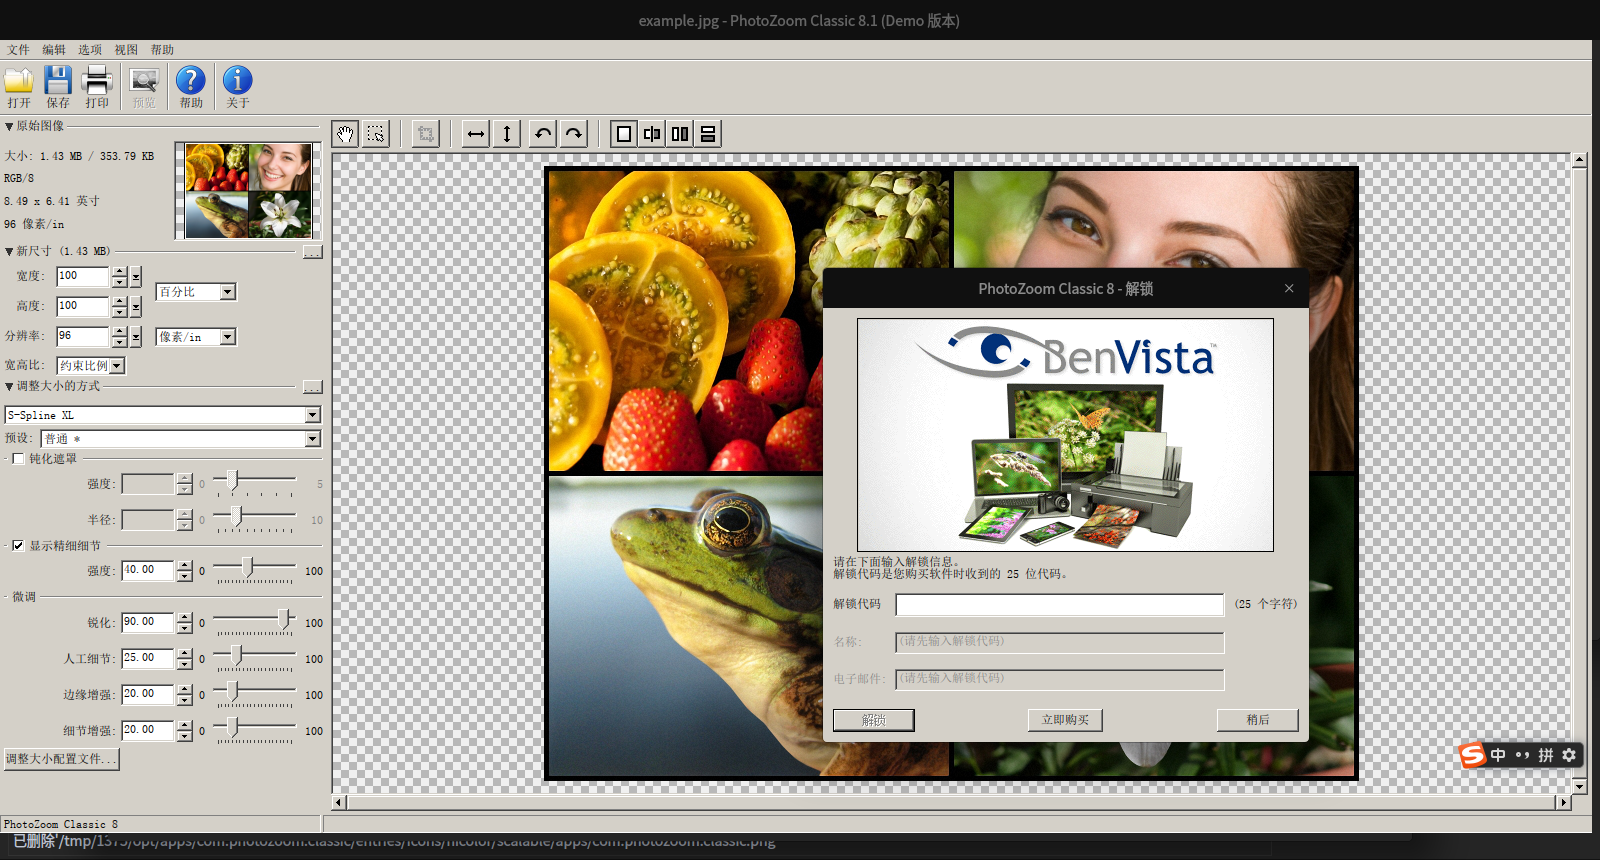 example.jpg - PhotoZoom Classic 8.1 (Demo 版本)
文件 编辑 选项 视图 帮助
打开 保存 打印 预览 帮助 关于
原始图像
大小: 1.43 MB / 353.79 KB
RGB/8
8.49 x 6.41 英寸
96 像素/in
新尺寸 (1.43 MB) ...
宽度: 100
百分比
高度: 100
分辨率: 96 像素/in
宽高比: 约束比例
调整大小的方式 ...
S-Spline XL
预设: 普通 *
钝化遮罩
强度: 0 5
半径: 0 10
显示精细细节
强度: 40.00 0 100
微调
锐化: 90.00 0 100
人工细节: 25.00 0 100
边缘增强: 20.00 0 100
细节增强: 20.00 0 100
调整大小配置文件...
PhotoZoom Classic 8
PhotoZoom Classic 8 - 解锁
BenVista™
请在下面输入解锁信息。
解锁代码是您购买软件时收到的 25 位代码。
解锁代码 (25 个字符)
名称: (请先输入解锁代码)
电子邮件: (请先输入解锁代码)
解锁 立即购买 稍后
S 中 拼
已删除'/tmp/1375/opt/apps/com.photozoom.classic/entries/icons/hicolor/scalable/apps/com.photozoom.classic.png